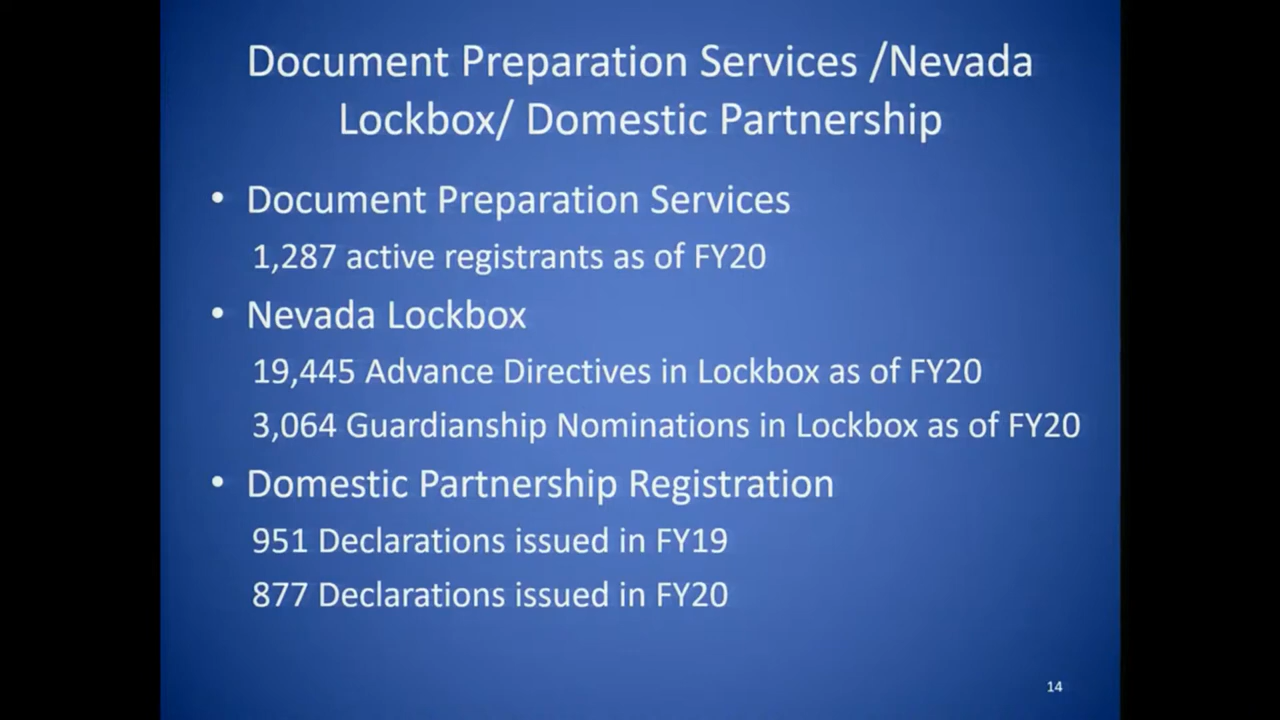 Document Preparation Services /Nevada
Lockbox/ Domestic Partnership
• Document Preparation Services
1,287 active registrants as of FY20
• Nevada Lockbox
19,445 Advance Directives in Lockbox as of FY20
3,064 Guardianship Nominations in Lockbox as of FY20
• Domestic Partnership Registration
951 Declarations issued in FY19
877 Declarations issued in FY20
14